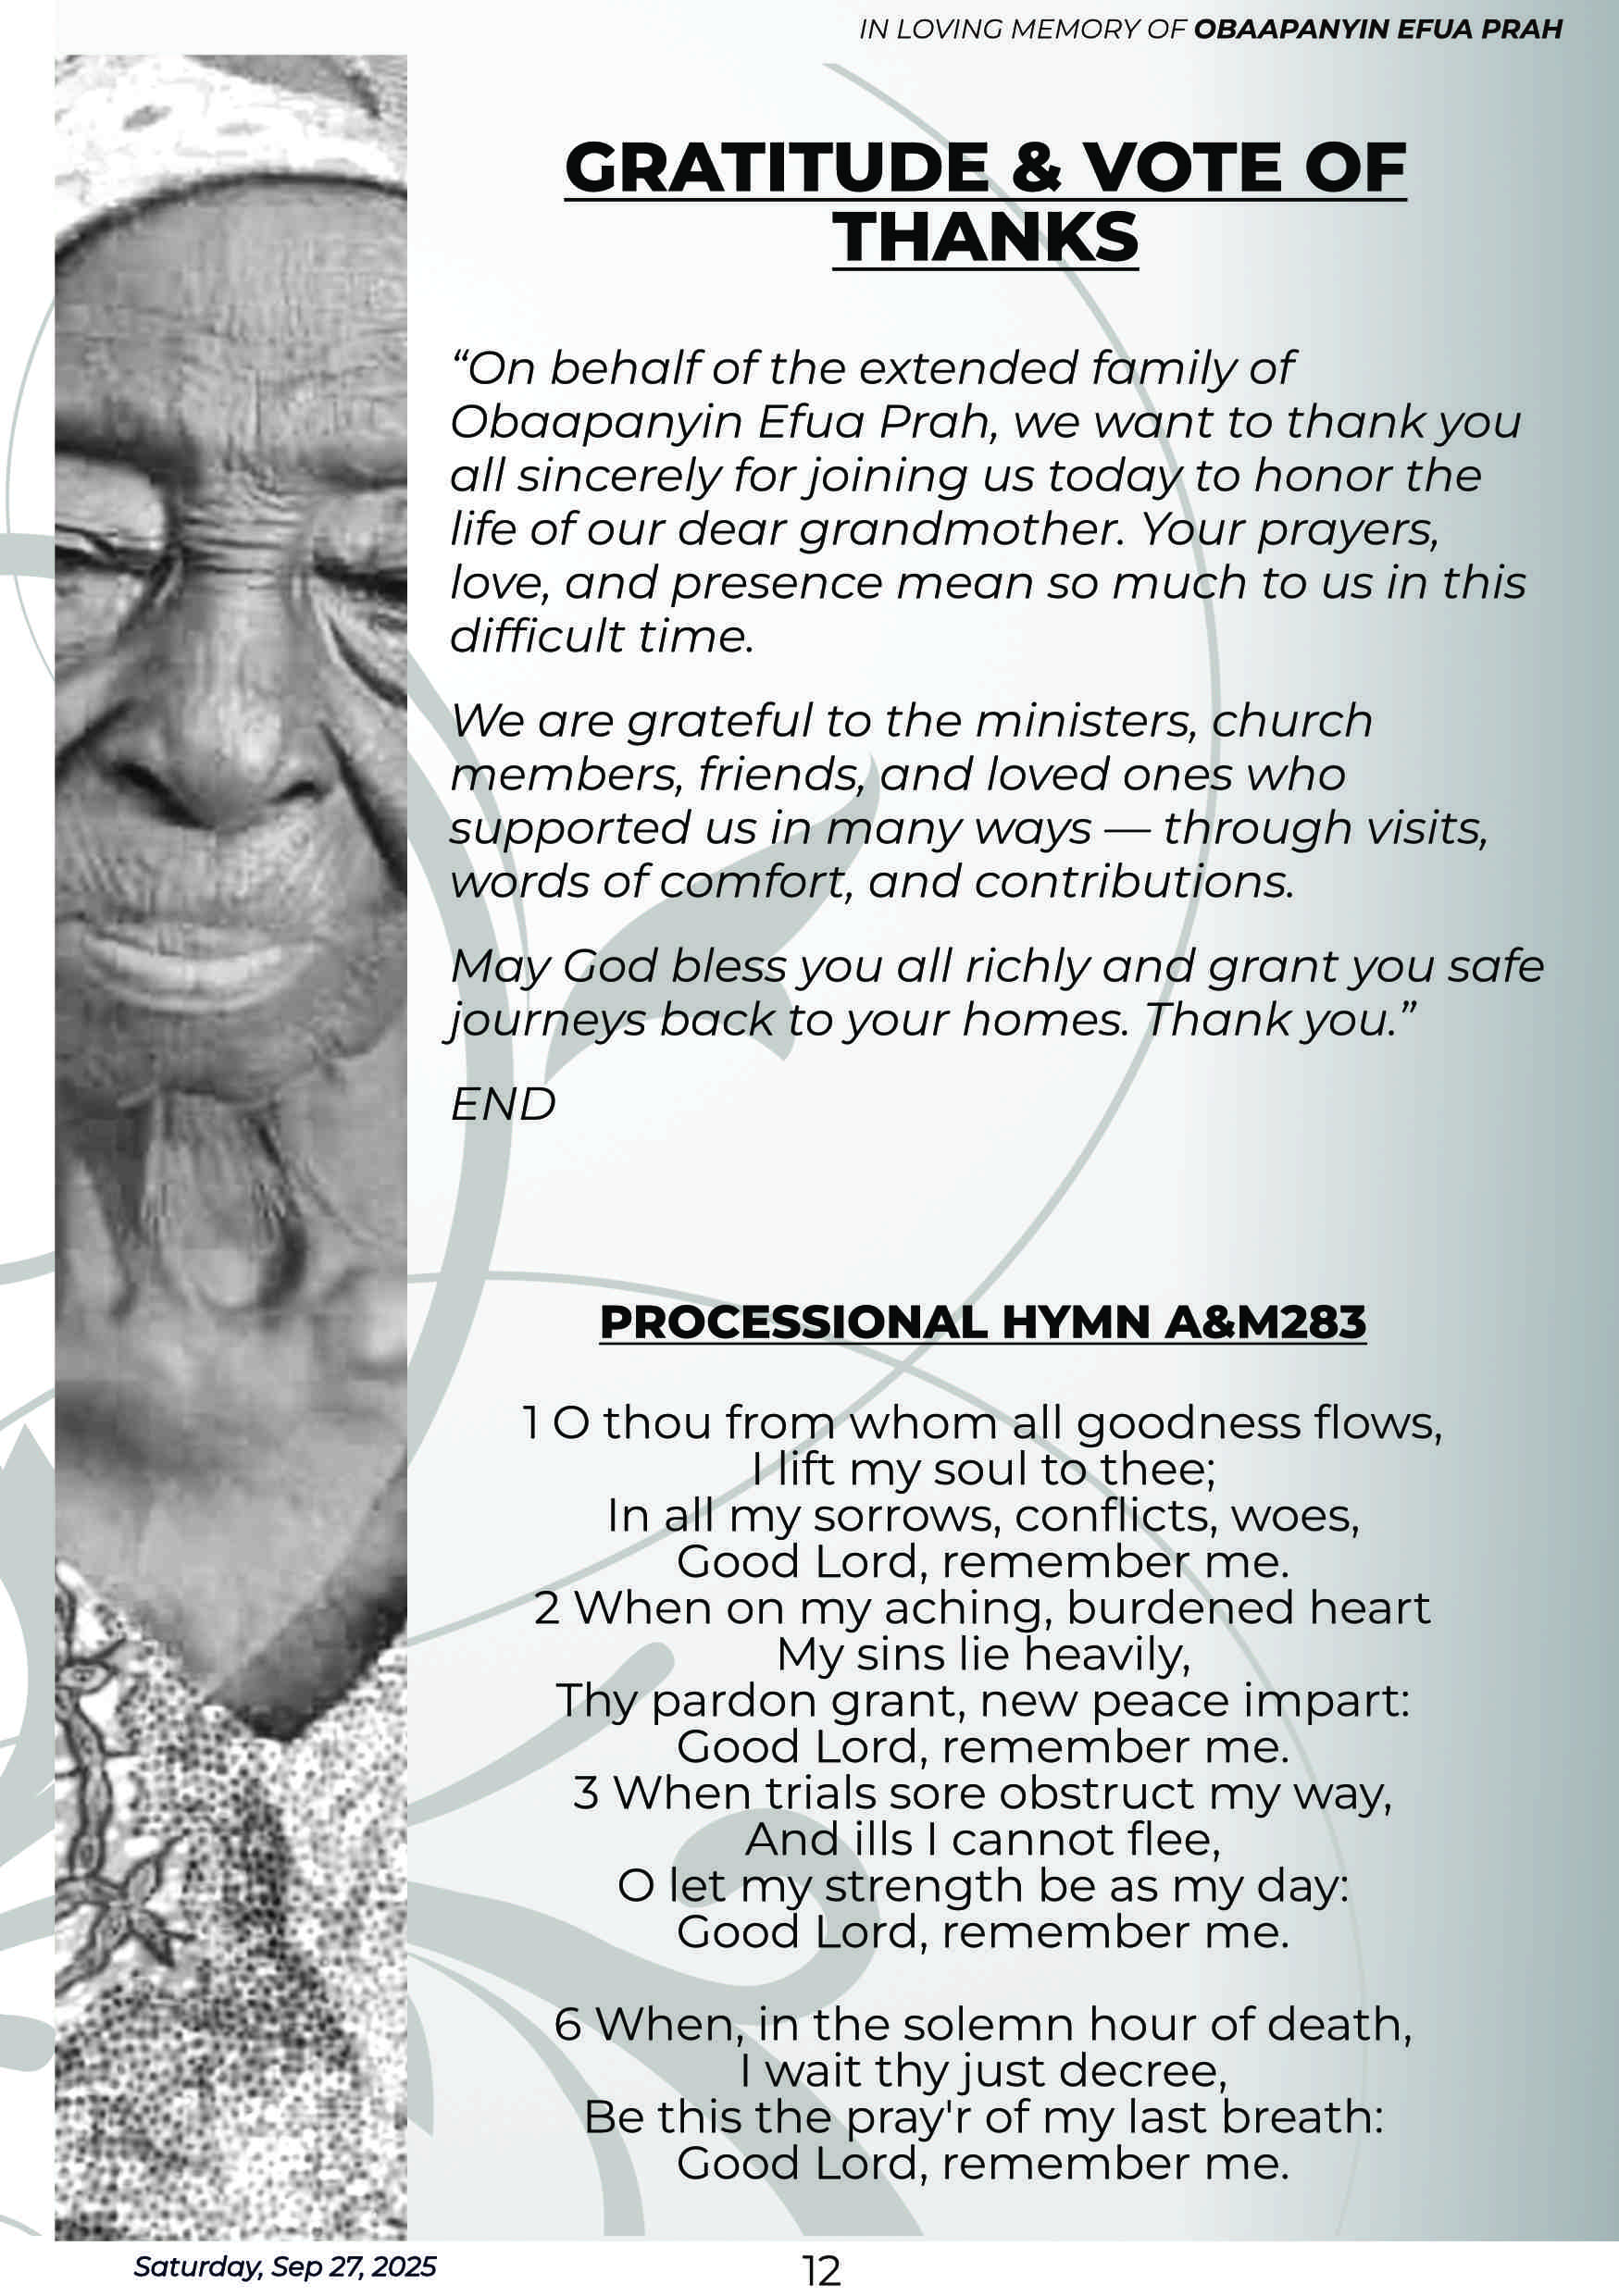 IN LOVING MEMORY OF OBAAPANYIN EFUA PRAH
GRATITUDE & VOTE OF
THANKS
“On behalf of the extended family of
Obaapanyin Efua Prah, we want to thank you
all sincerely for joining us today to honor the
life of our dear grandmother. Your prayers,
love, and presence mean so much to us in this
difficult time.
We are grateful to the ministers, church
members, friends, and loved ones who
supported us in many ways — through visits,
words of comfort, and contributions.
May God bless you all richly and grant you safe
journeys back to your homes. Thank you.”
END
PROCESSIONAL HYMN A&M283
1 O thou from whom all goodness flows,
I lift my soul to thee;
In all my sorrows, conflicts, woes,
Good Lord, remember me.
2 When on my aching, burdened heart
My sins lie heavily,
Thy pardon grant, new peace impart:
Good Lord, remember me.
3 When trials sore obstruct my way,
And ills I cannot flee,
O let my strength be as my day:
Good Lord, remember me.
6 When, in the solemn hour of death,
I wait thy just decree,
Be this the pray'r of my last breath:
Good Lord, remember me.
Saturday, Sep 27, 2025
12